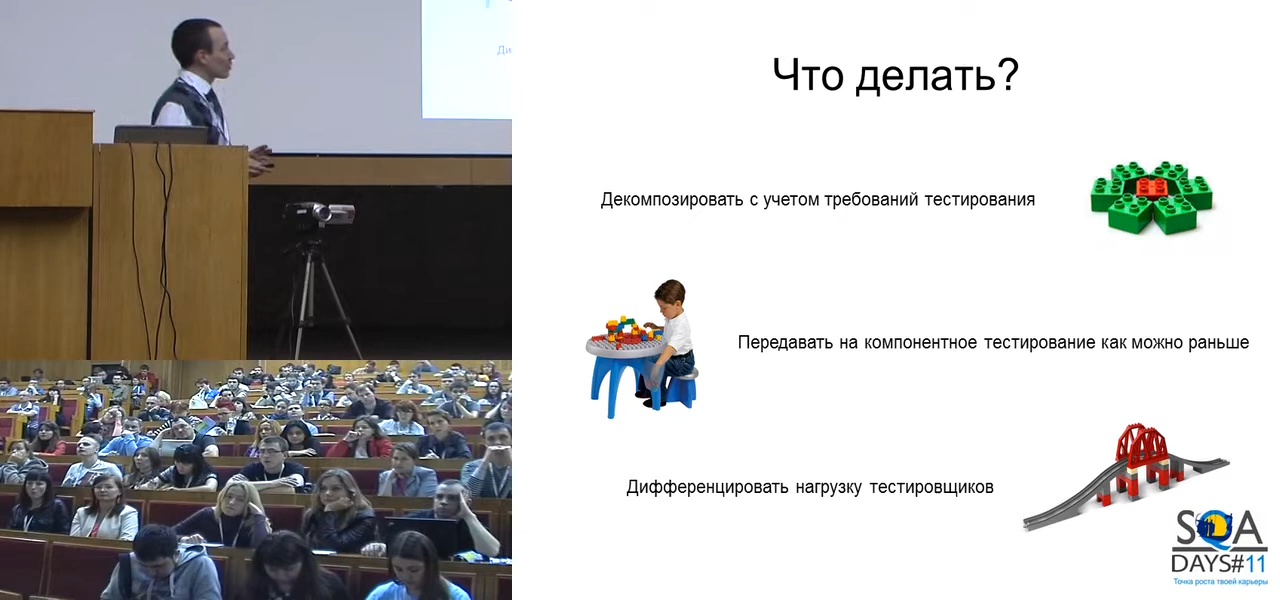 Что делать?
Декомпозировать с учетом требований тестирования
Передавать на компонентное тестирование как можно раньше
Дифференцировать нагрузку тестировщиков
SQA
DAYS#11
Точка роста твоей карьеры
Ди